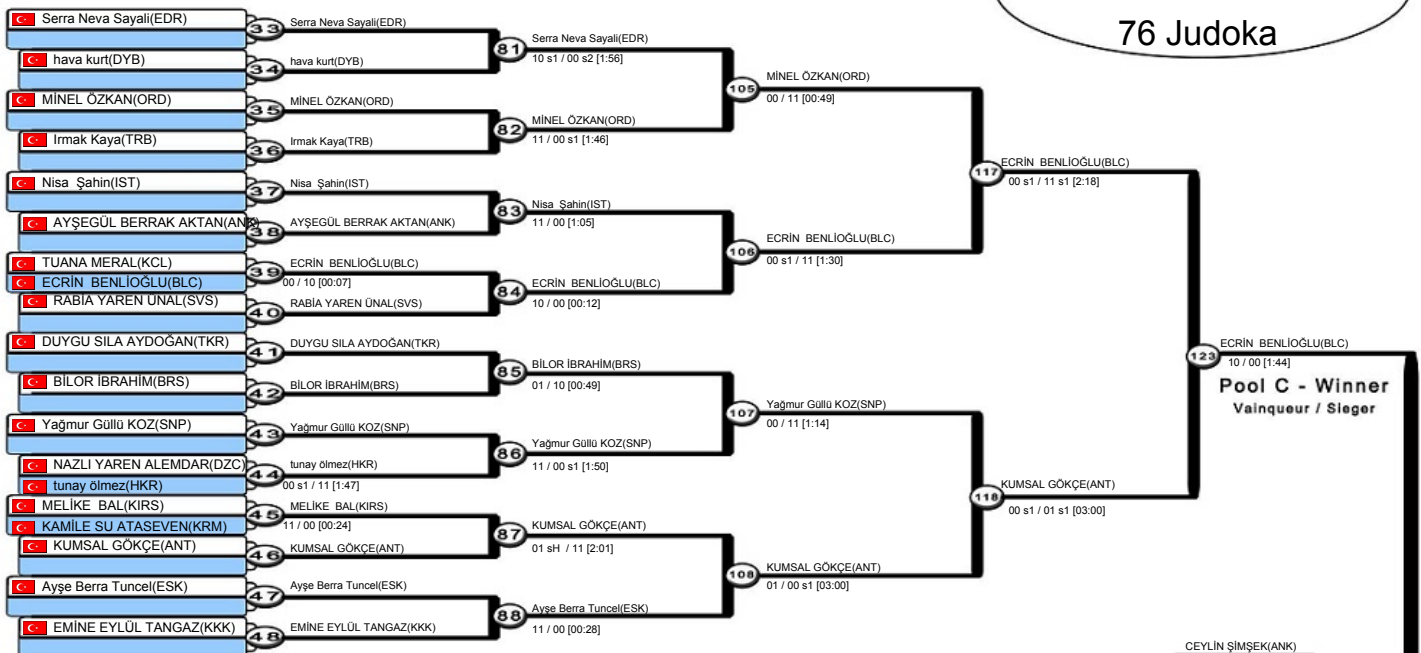 76 Judoka
Serra Neva Sayali(EDR)
hava kurt(DYB)
MİNEL ÖZKAN(ORD)
Irmak Kaya(TRB)
Nisa Şahin(IST)
AYŞEGÜL BERRAK AKTAN(ANK)
TUANA MERAL(KCL)
ECRİN BENLİOĞLU(BLC)
RABİA YAREN ÜNAL(SVS)
DUYGU SILA AYDOĞAN(TKR)
BİLOR İBRAHİM(BRS)
Yağmur Güllü KOZ(SNP)
NAZLI YAREN ALEMDAR(DZC)
tunay ölmez(HKR)
MELİKE BAL(KIRS)
KAMİLE SU ATASEVEN(KRM)
KUMSAL GÖKÇE(ANT)
Ayşe Berra Tuncel(ESK)
EMİNE EYLÜL TANGAZ(KKK)
33 Serra Neva Sayali(EDR)
34 hava kurt(DYB)
35 MİNEL ÖZKAN(ORD)
36 Irmak Kaya(TRB)
37 Nisa Şahin(IST)
38 AYŞEGÜL BERRAK AKTAN(ANK)
39 ECRİN BENLİOĞLU(BLC)
00 / 10 [00:07]
40 RABİA YAREN ÜNAL(SVS)
41 DUYGU SILA AYDOĞAN(TKR)
42 BİLOR İBRAHİM(BRS)
43 Yağmur Güllü KOZ(SNP)
44 tunay ölmez(HKR)
00 s1 / 11 [1:47]
45 MELİKE BAL(KIRS)
11 / 00 [00:24]
46 KUMSAL GÖKÇE(ANT)
47 Ayşe Berra Tuncel(ESK)
48 EMİNE EYLÜL TANGAZ(KKK)
81 Serra Neva Sayali(EDR)
10 s1 / 00 s2 [1:56]
82 MİNEL ÖZKAN(ORD)
11 / 00 s1 [1:46]
83 Nisa Şahin(IST)
11 / 00 [1:05]
84 ECRİN BENLİOĞLU(BLC)
10 / 00 [00:12]
85 BİLOR İBRAHİM(BRS)
01 / 10 [00:49]
86 Yağmur Güllü KOZ(SNP)
11 / 00 s1 [1:50]
87 KUMSAL GÖKÇE(ANT)
01 sH / 11 [2:01]
88 Ayşe Berra Tuncel(ESK)
11 / 00 [00:28]
105 MİNEL ÖZKAN(ORD)
00 / 11 [00:49]
106 ECRİN BENLİOĞLU(BLC)
00 s1 / 11 [1:30]
107 Yağmur Güllü KOZ(SNP)
00 / 11 [1:14]
108 KUMSAL GÖKÇE(ANT)
01 / 00 s1 [03:00]
117 ECRİN BENLİOĞLU(BLC)
00 s1 / 11 s1 [2:18]
118 KUMSAL GÖKÇE(ANT)
00 s1 / 01 s1 [03:00]
123 ECRİN BENLİOĞLU(BLC)
10 / 00 [1:44]
Pool C - Winner
Vainqueur / Sieger
CEYLİN ŞİMŞEK(ANK)